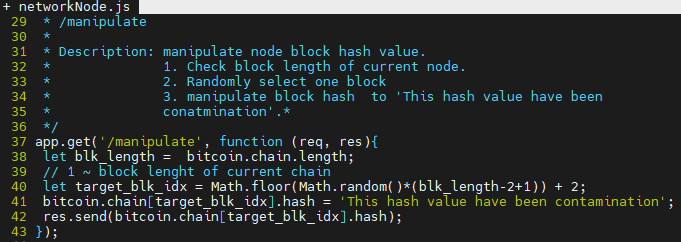 + networkNode.js
29  * /manipulate
30  *
31  * Description: manipulate node block hash value.
32  *              1. Check block length of current node.
33  *              2. Randomly select one block
34  *              3. manipulate block hash  to 'This hash value have been
35  *              conatmination'.*
36  */
37 app.get('/manipulate', function (req, res){
38  let blk_length =  bitcoin.chain.length;
39  // 1 ~ block lenght of current chain
40  let target_blk_idx = Math.floor(Math.random()*(blk_length-2+1)) + 2;
41  bitcoin.chain[target_blk_idx].hash = 'This hash value have been contamination';
42  res.send(bitcoin.chain[target_blk_idx].hash);
43 });